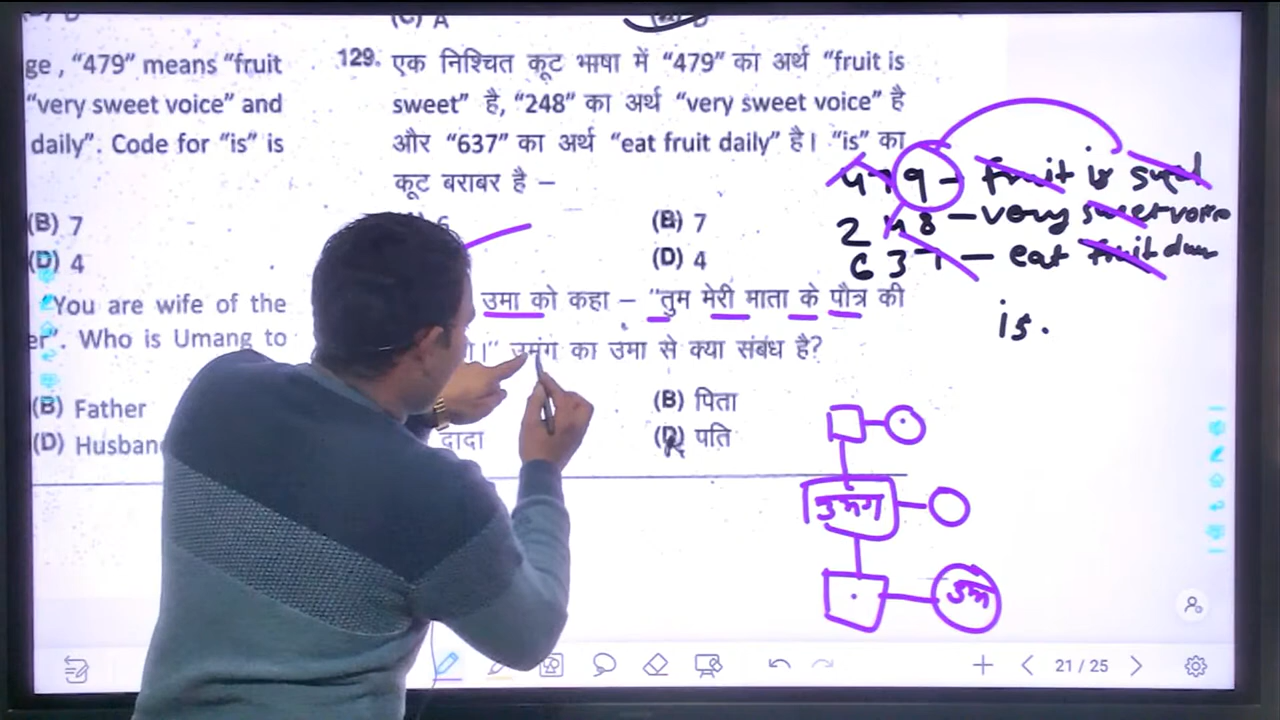 (C) A
ge , “479” means “fruit
“very sweet voice” and
daily”. Code for “is” is
(B) 7
(D) 4
You are wife of the
er”. Who is Umang to
(B) Father
(D) Husban
129. एक निश्चित कूट भाषा में “479” का अर्थ “fruit is
sweet” है, “248” का अर्थ “very sweet voice” है
और “637” का अर्थ “eat fruit daily” है। “is” का
कूट बराबर है –
6
(B) 7
(D) 4
उमा को कहा – “तुम मेरी माता के पौत्र की
।” उमंग का उमा से क्या संबंध है?
(B) पिता
दादा
(D) पति
479 – fruit is sweet
248 – very sweet voice
637 – eat fruit
is.
उमंग
उमा
21 / 25